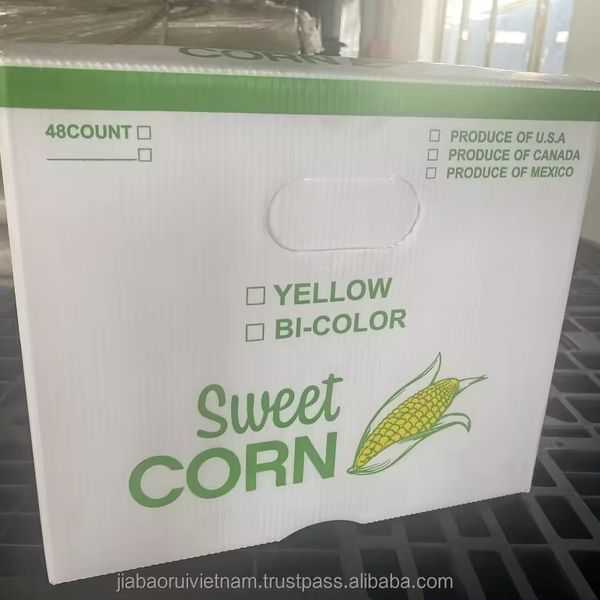 CORN
48COUNT
PRODUCE OF U.S.A
PRODUCE OF CANADA
PRODUCE OF MEXICO
YELLOW
BI-COLOR
Sweet
CORN
jiabaoruivietnam.trustpass.alibaba.com